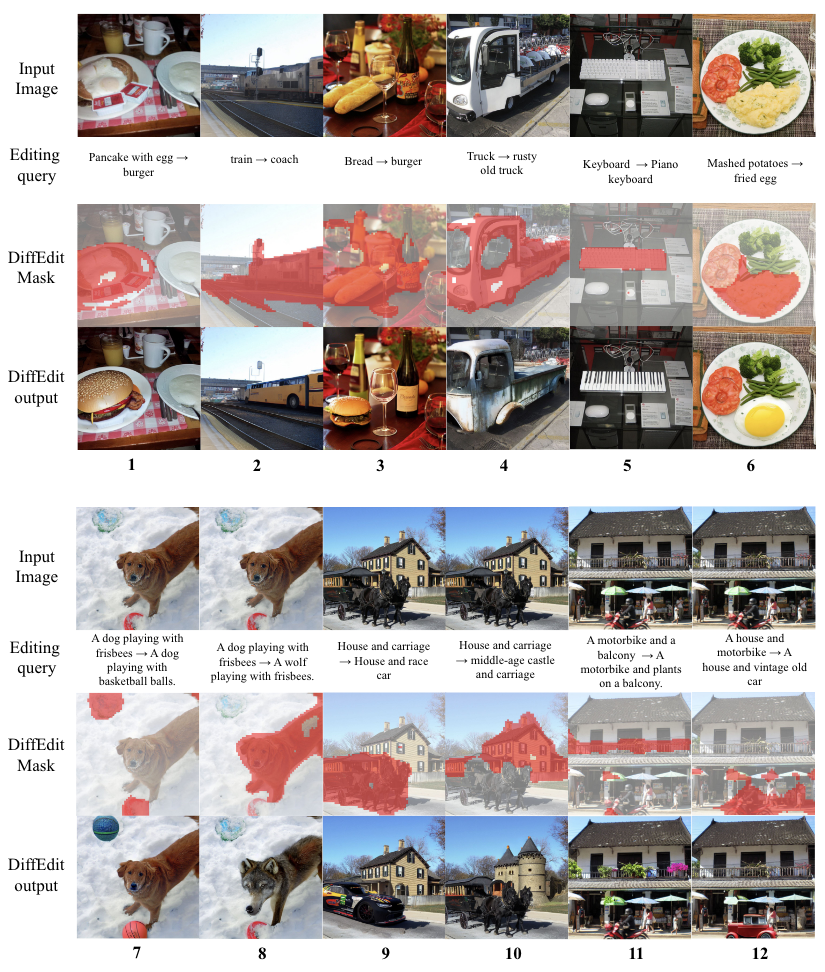 Input
Image
Editing
query
Pancake with egg →
burger
train → coach
Bread → burger
Truck → rusty
old truck
Keyboard → Piano
keyboard
Mashed potatoes →
fried egg
DiffEdit
Mask
DiffEdit
output
1 2 3 4 5 6
Input
Image
Editing
query
A dog playing with
frisbees → A dog
playing with
basketball balls.
A dog playing with
frisbees → A wolf
playing with frisbees.
House and carriage
→ House and race
car
House and carriage
→ middle-age castle
and carriage
A motorbike and a
balcony → A
motorbike and plants
on a balcony.
A house and
motorbike → A
house and vintage old
car
DiffEdit
Mask
DiffEdit
output
7 8 9 10 11 12